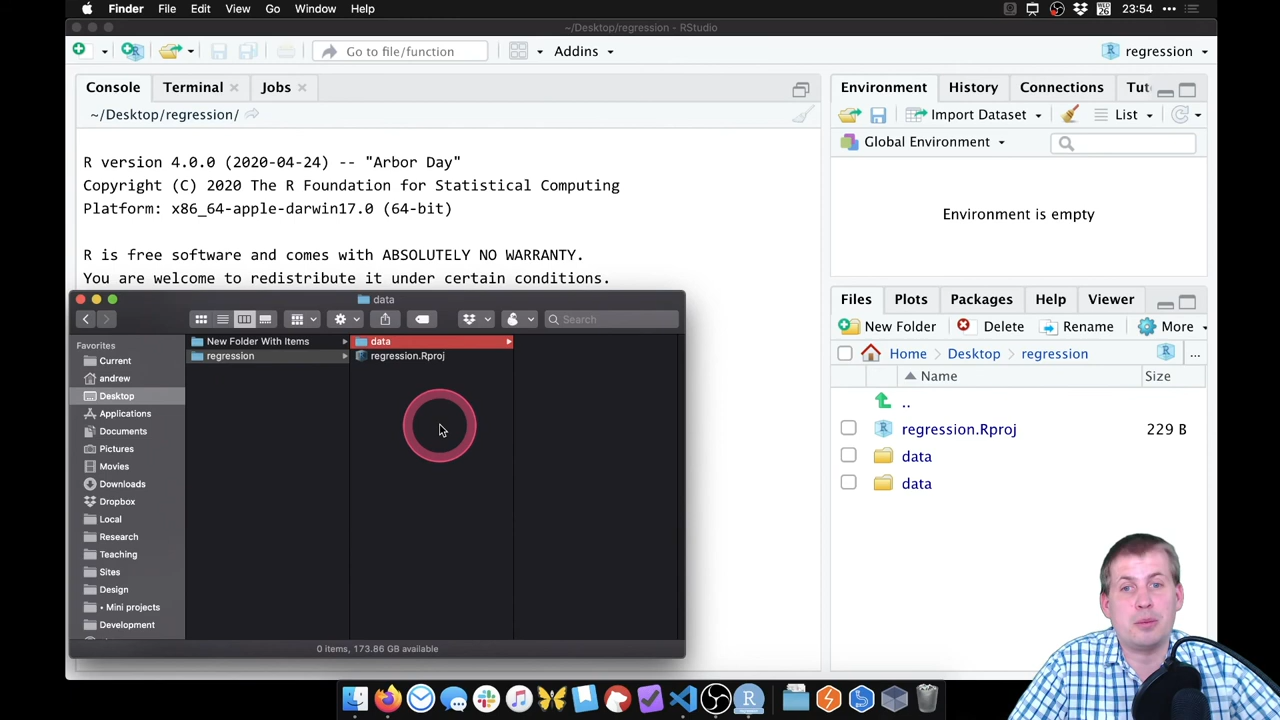 Finder File Edit View Go Window Help
WED 26 23:54
~/Desktop/regression - RStudio
Go to file/function Addins regression
Console Terminal Jobs
~/Desktop/regression/
R version 4.0.0 (2020-04-24) -- "Arbor Day"
Copyright (C) 2020 The R Foundation for Statistical Computing
Platform: x86_64-apple-darwin17.0 (64-bit)
R is free software and comes with ABSOLUTELY NO WARRANTY.
You are welcome to redistribute it under certain conditions.
data
Search
Favorites
Current
andrew
Desktop
Applications
Documents
Pictures
Movies
Downloads
Dropbox
Local
Research
Teaching
Sites
Design
• Mini projects
Development
New Folder With Items
regression
data
regression.Rproj
0 items, 173.86 GB available
Environment History Connections Tut
Import Dataset List
Global Environment
Environment is empty
Files Plots Packages Help Viewer
New Folder Delete Rename More
Home Desktop regression ...
Name Size
..
regression.Rproj 229 B
data
data